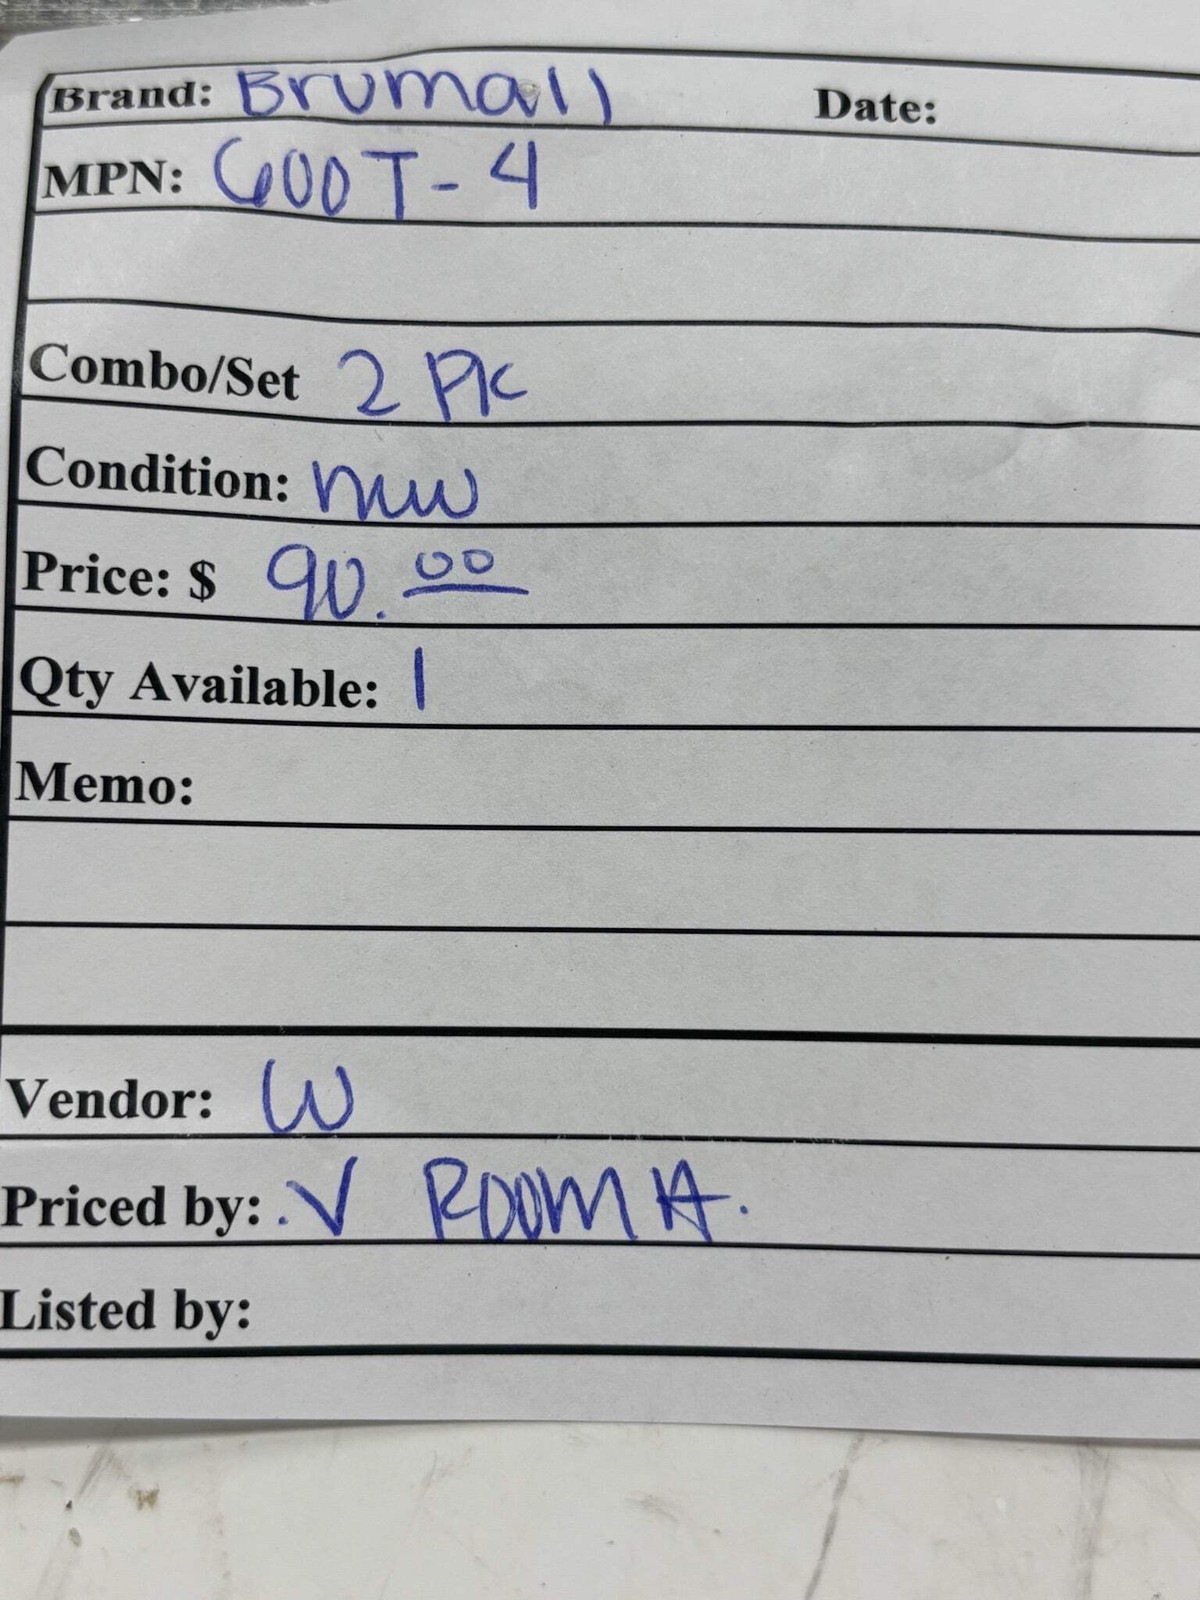 Brand: Brumall Date:
MPN: 600T-4
Combo/Set 2 PK
Condition: new
Price: $ 90.00
Qty Available: 1
Memo:
Vendor: W
Priced by: .V ROOM A.
Listed by: